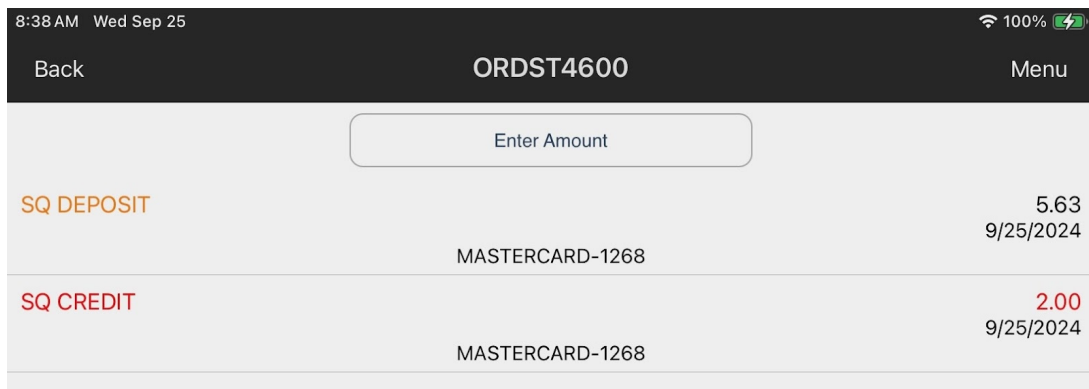 8:38 AM Wed Sep 25 100%
Back ORDST4600 Menu
Enter Amount
SQ DEPOSIT 5.63
9/25/2024
MASTERCARD-1268
SQ CREDIT 2.00
9/25/2024
MASTERCARD-1268